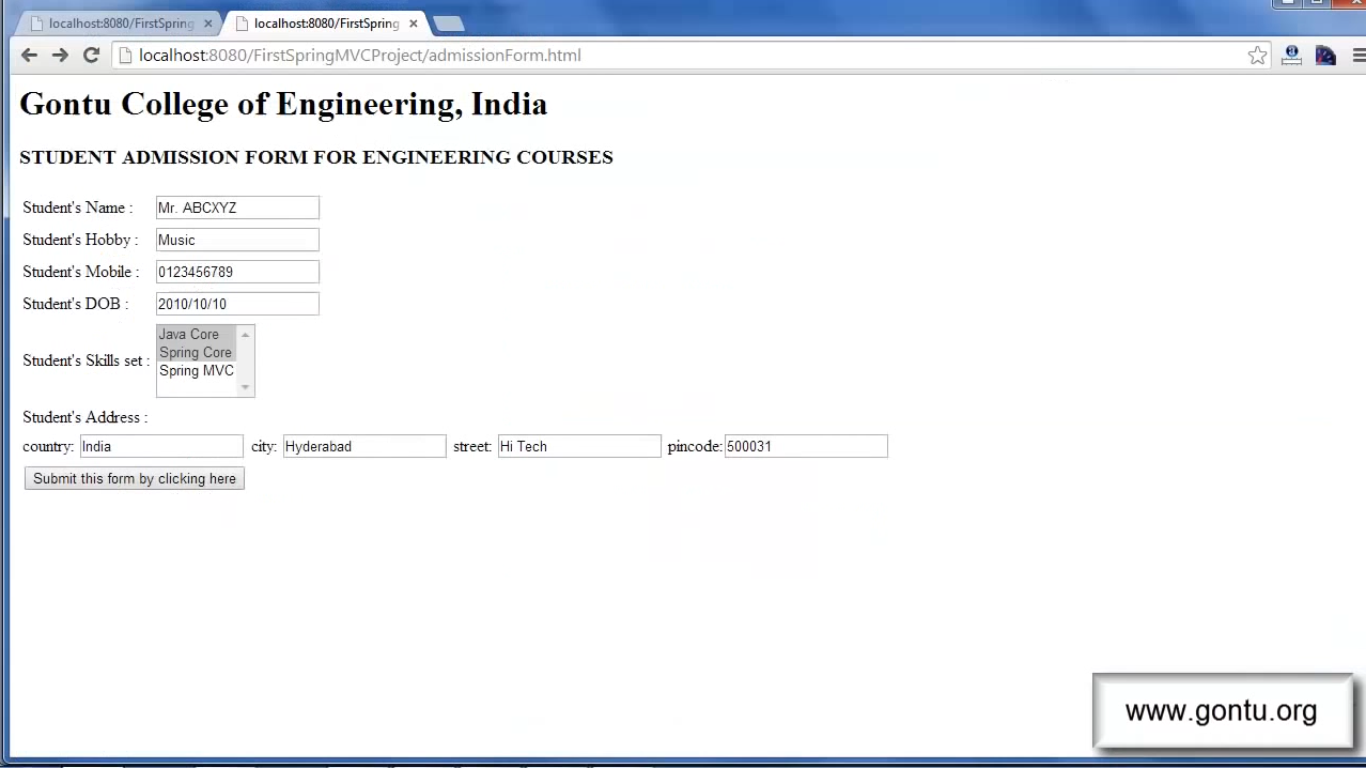 localhost:8080/FirstSpring localhost:8080/FirstSpring
localhost:8080/FirstSpringMVCProject/admissionForm.html
Gontu College of Engineering, India
STUDENT ADMISSION FORM FOR ENGINEERING COURSES
Student's Name : Mr. ABCXYZ
Student's Hobby : Music
Student's Mobile : 0123456789
Student's DOB : 2010/10/10
Student's Skills set :
Java Core
Spring Core
Spring MVC
Student's Address :
country: India city: Hyderabad street: Hi Tech pincode: 500031
Submit this form by clicking here
www.gontu.org